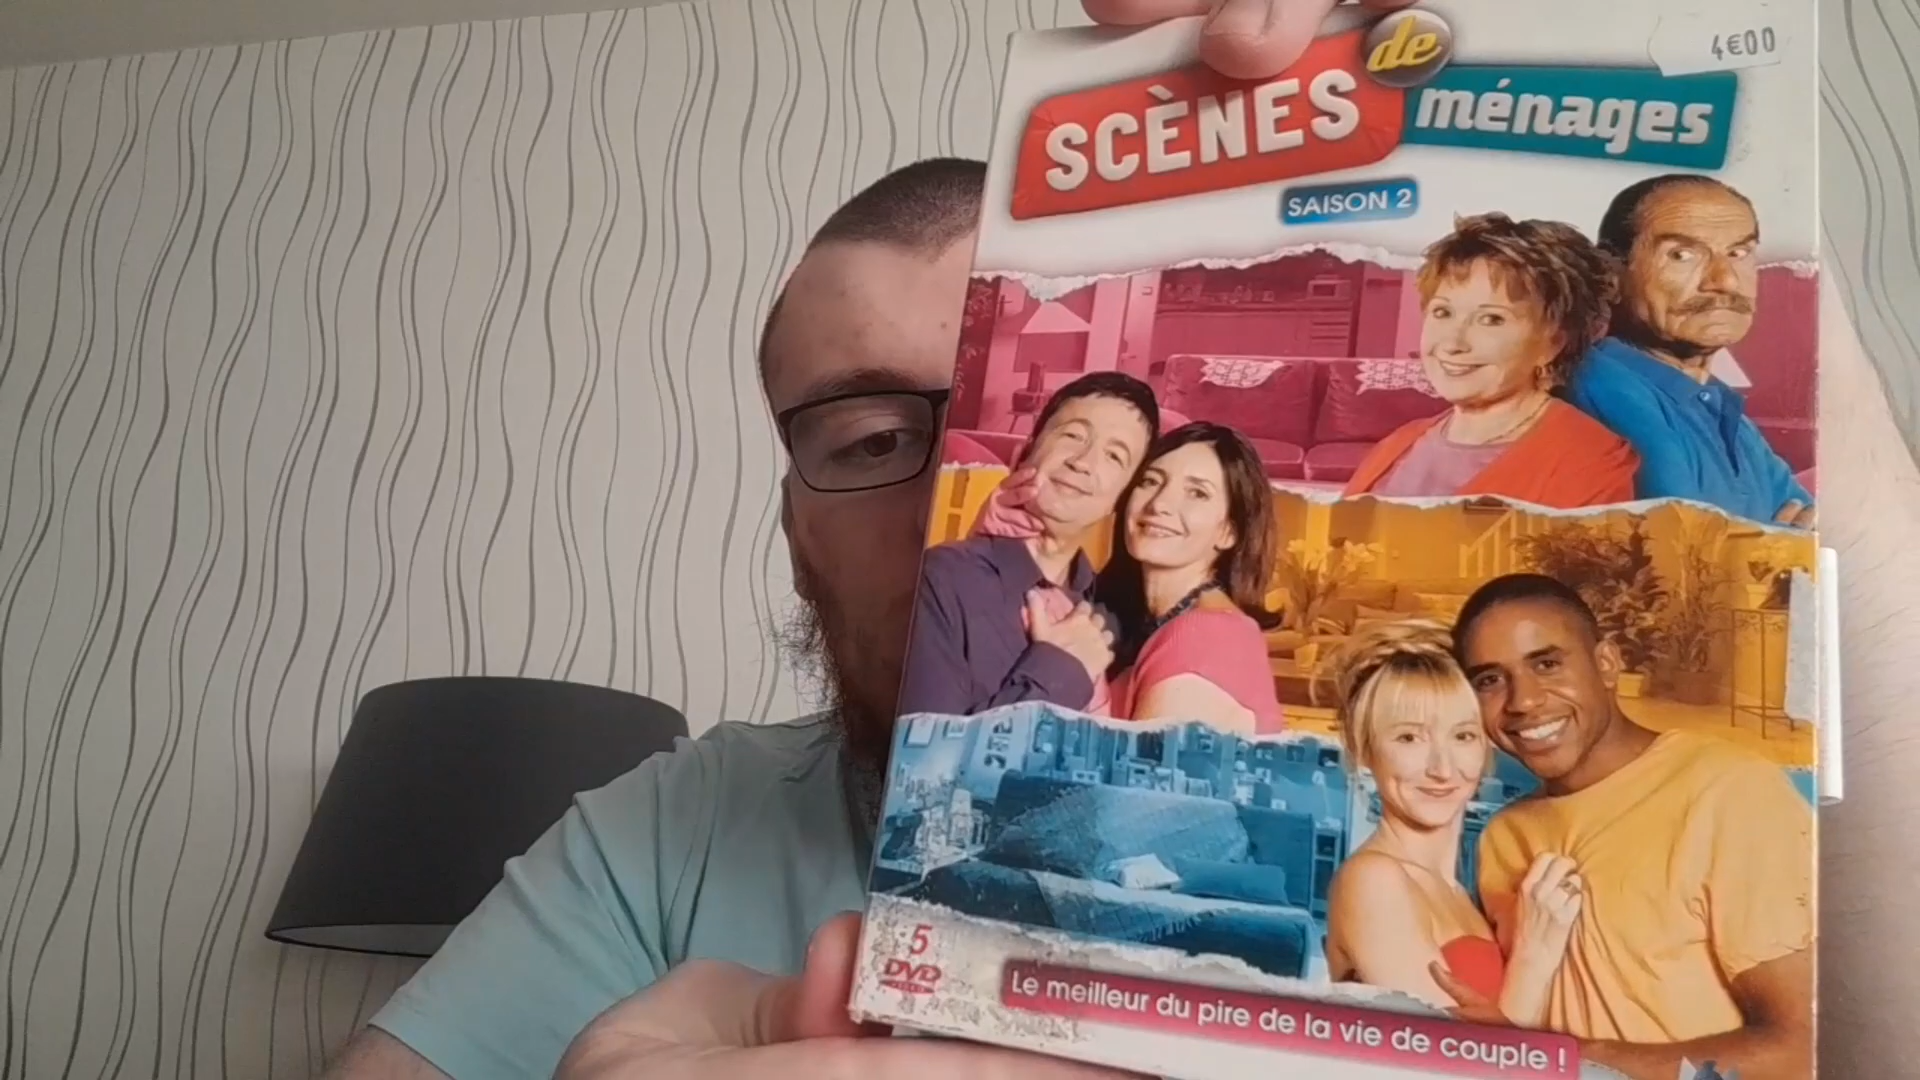 4€00
SCÈNES de ménages
SAISON 2
5
DVD
Le meilleur du pire de la vie de couple !